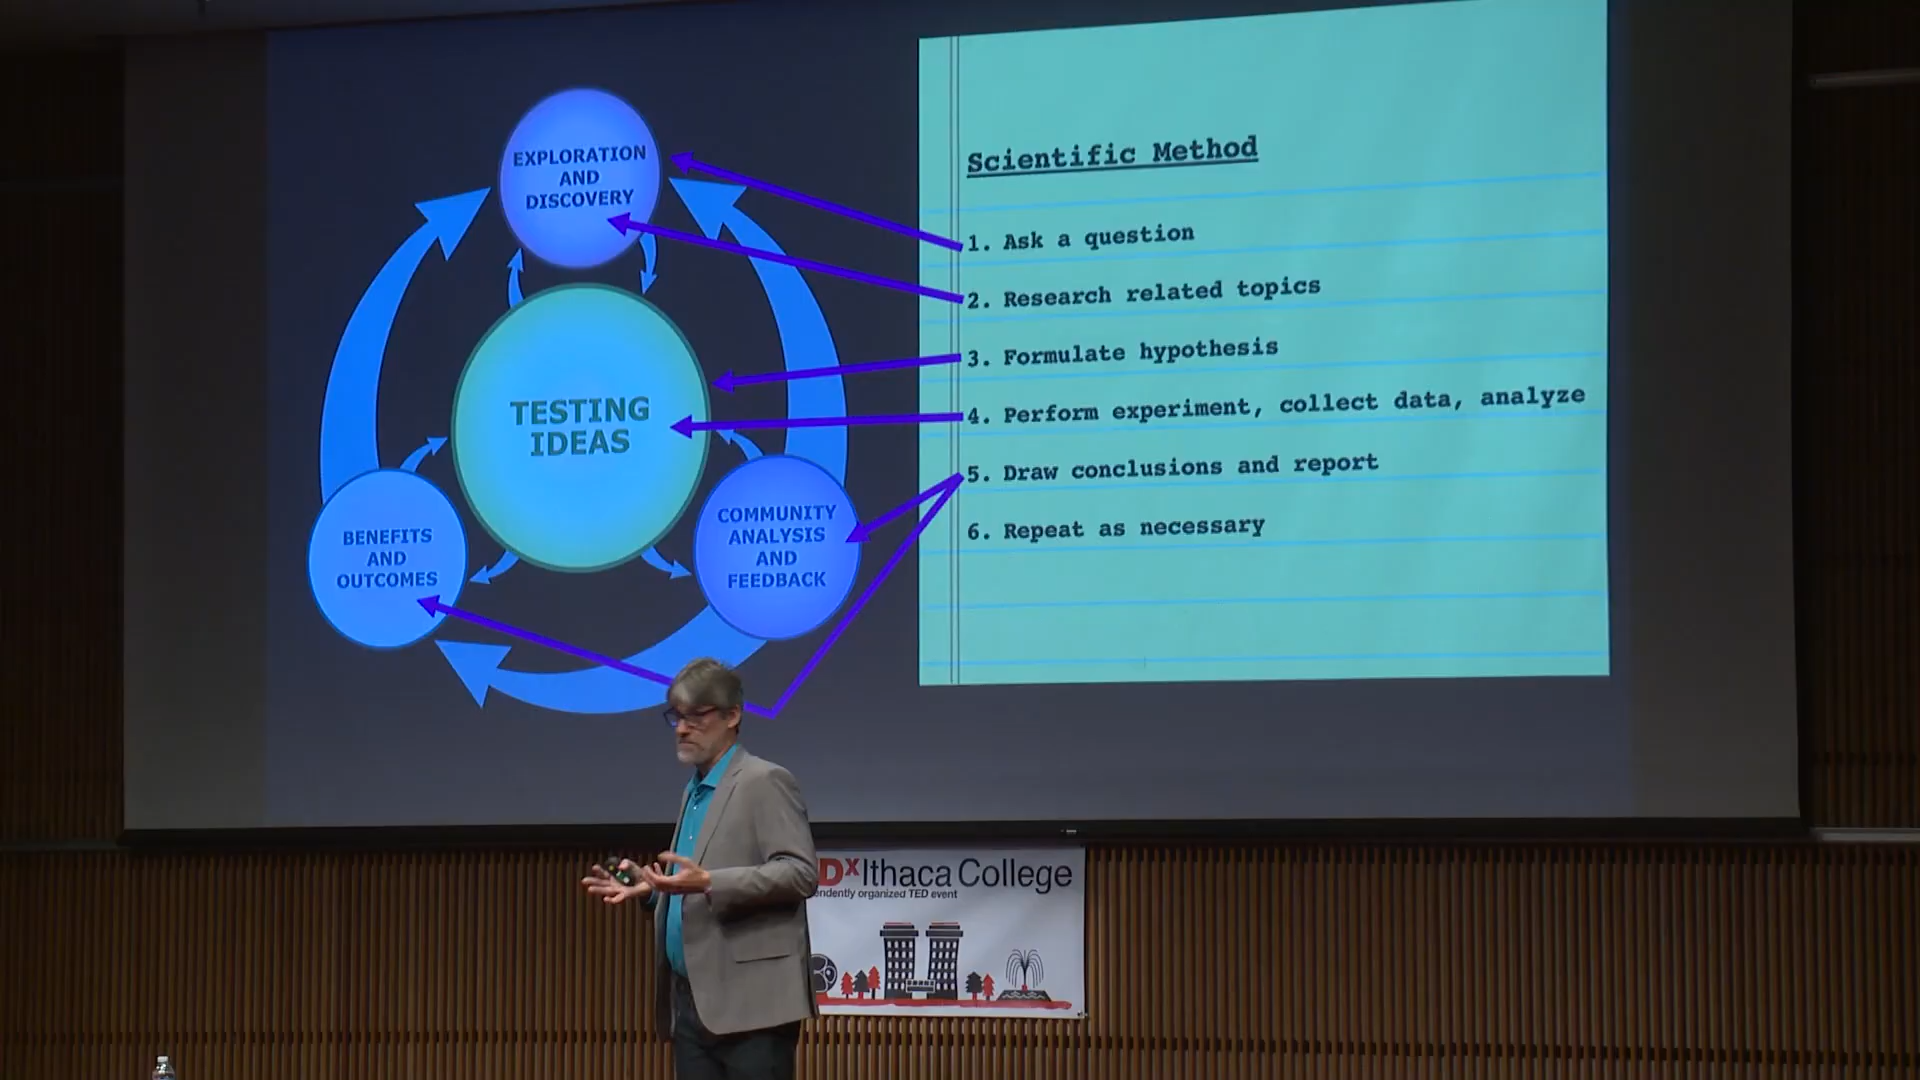 EXPLORATION
AND
DISCOVERY
TESTING
IDEAS
BENEFITS
AND
OUTCOMES
COMMUNITY
ANALYSIS
AND
FEEDBACK
Scientific Method
1. Ask a question
2. Research related topics
3. Formulate hypothesis
4. Perform experiment, collect data, analyze
5. Draw conclusions and report
6. Repeat as necessary
Dx Ithaca College
endently organized TED event